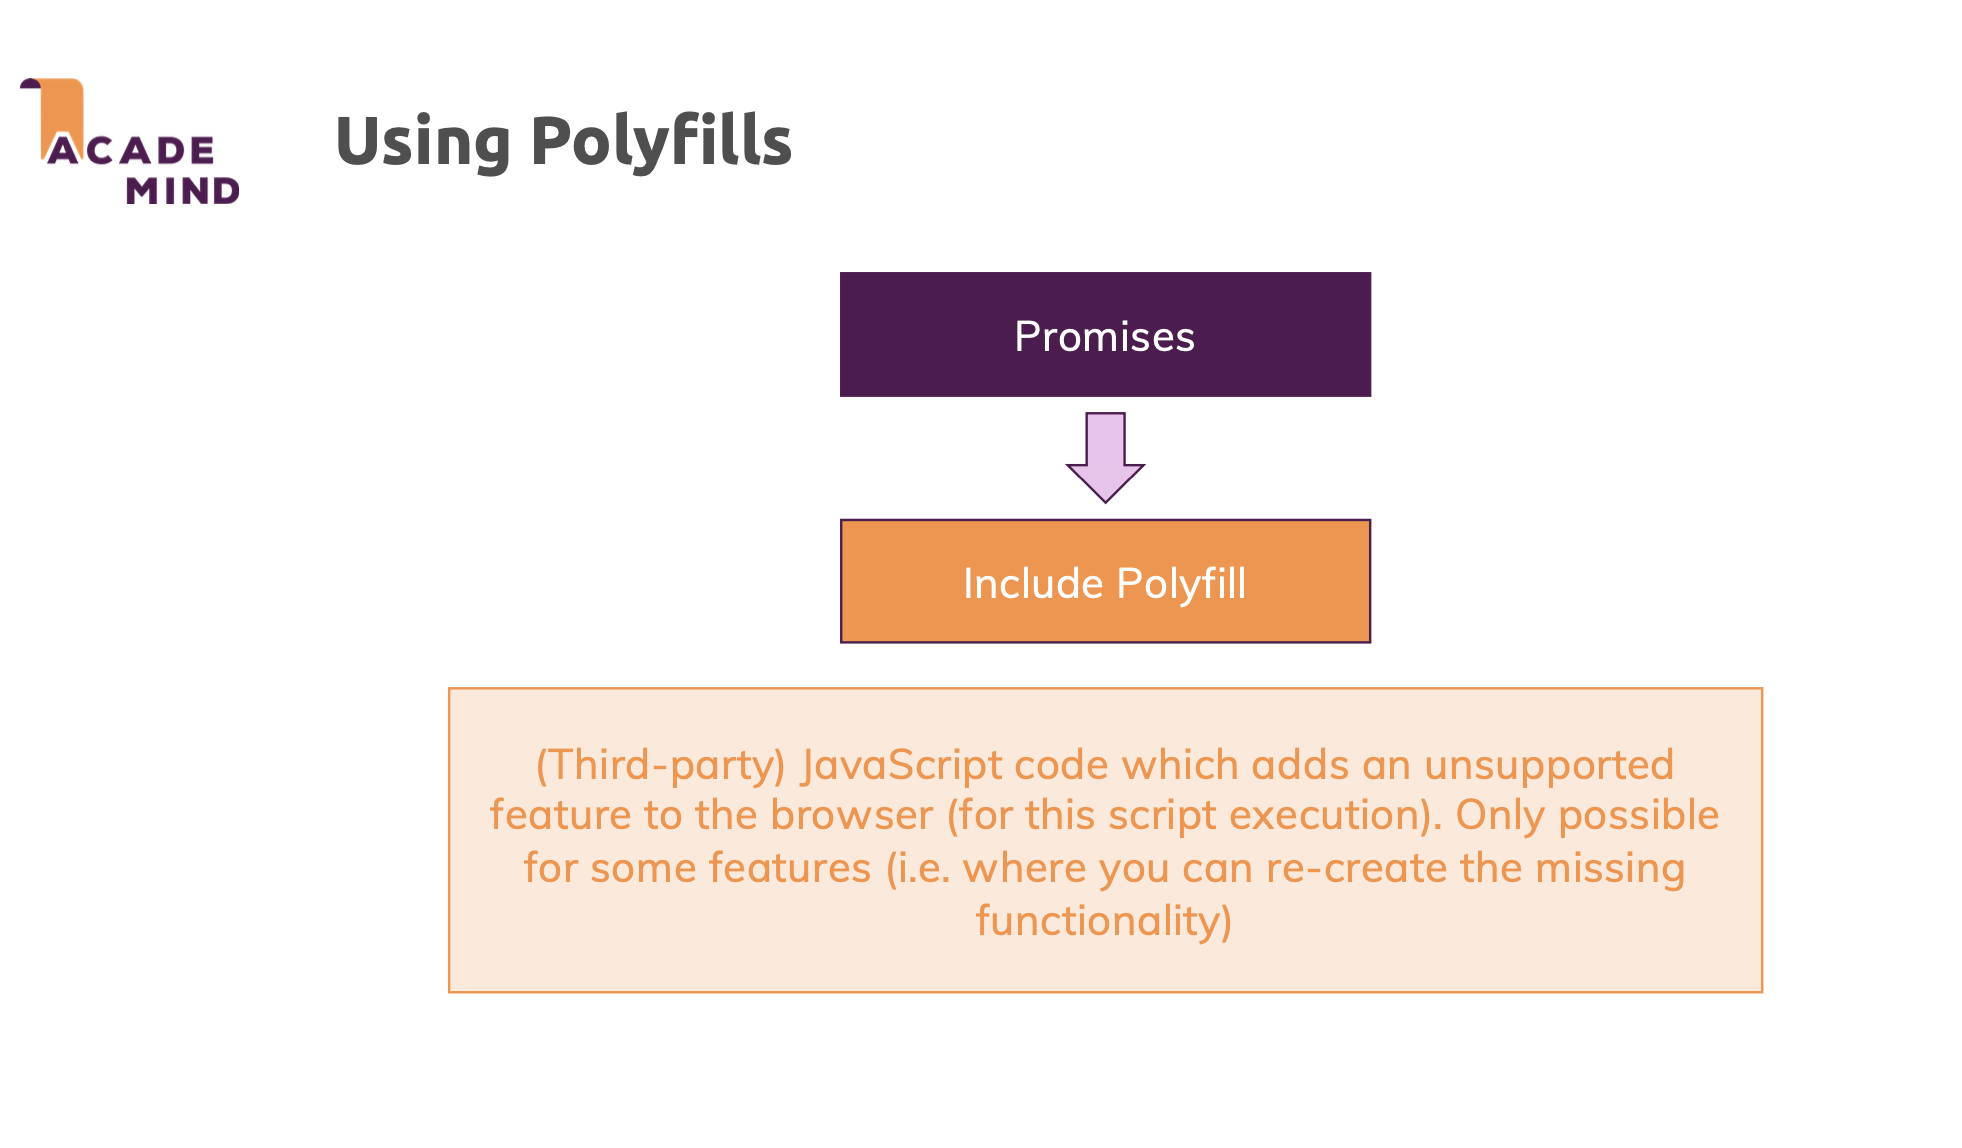 ACADE
MIND
Using Polyfills
Promises
Include Polyfill
(Third-party) JavaScript code which adds an unsupported
feature to the browser (for this script execution). Only possible
for some features (i.e. where you can re-create the missing
functionality)